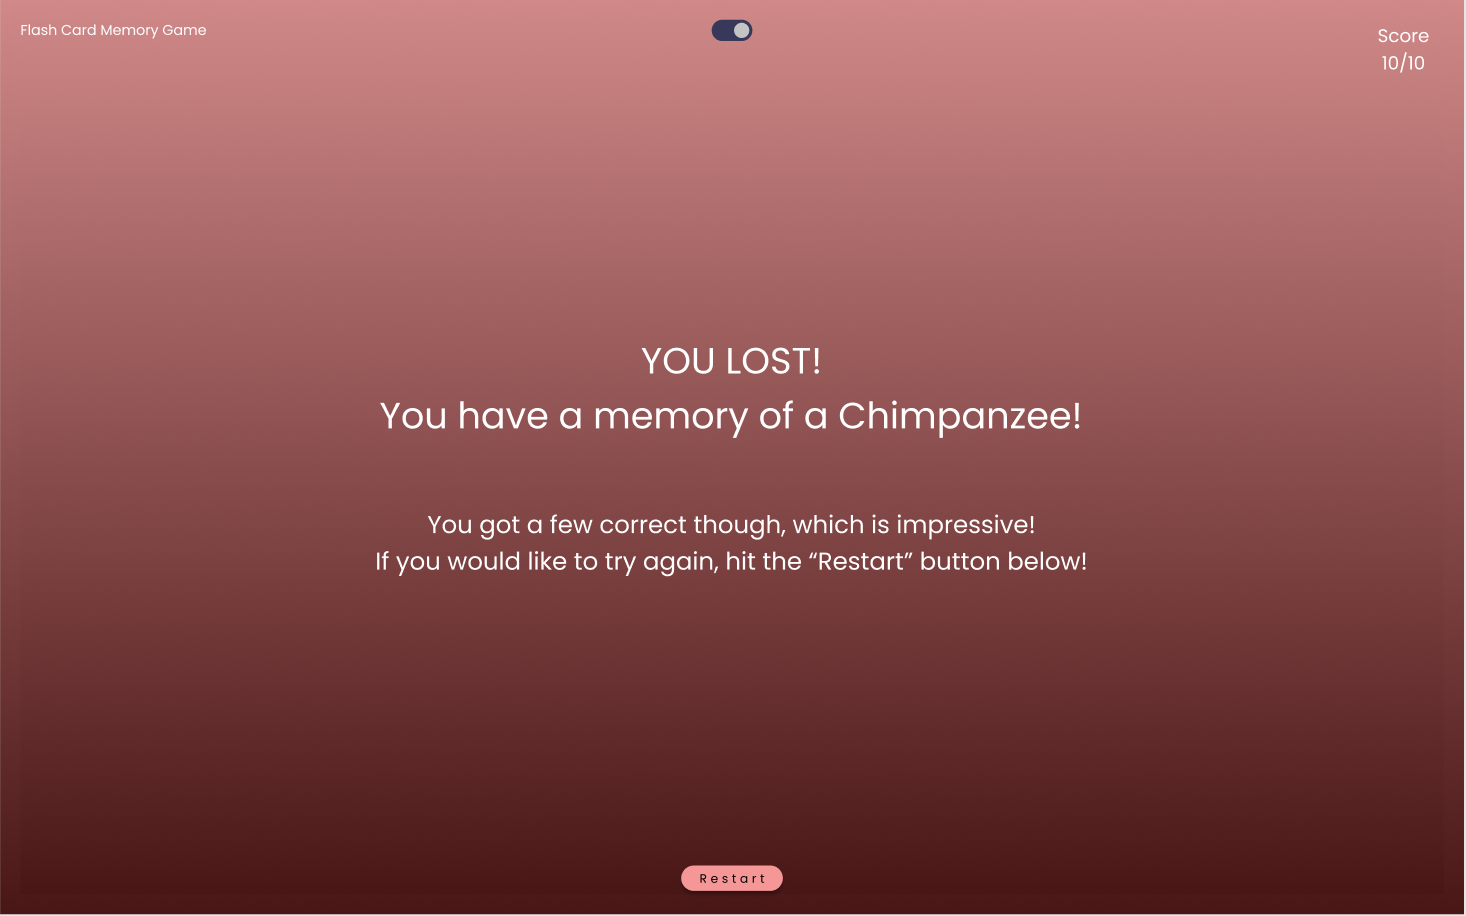 Flash Card Memory Game
Score
10/10
YOU LOST!
You have a memory of a Chimpanzee!
You got a few correct though, which is impressive!
If you would like to try again, hit the “Restart” button below!
Restart